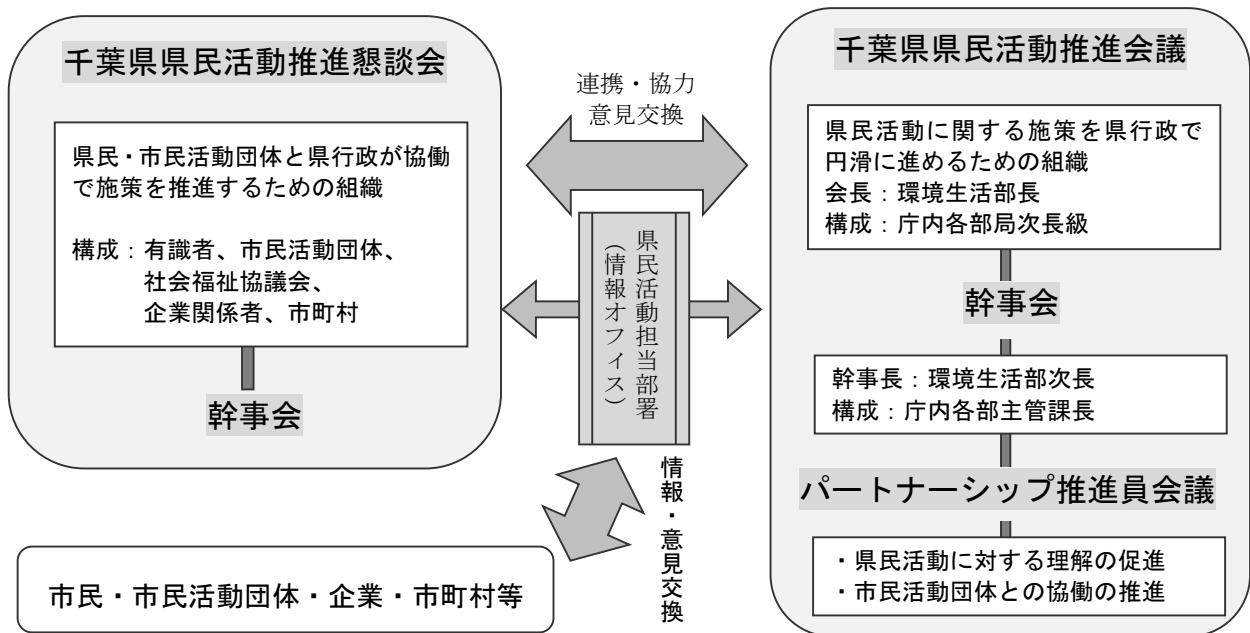 千葉県県民活動推進懇談会
県民・市民活動団体と県行政が協働
で施策を推進するための組織
構成：有識者、市民活動団体、
社会福祉協議会、
企業関係者、市町村
幹事会
連携・協力
意見交換
県民活動担当部署
（情報オフィス）
情報・意見交換
市民・市民活動団体・企業・市町村等
千葉県県民活動推進会議
県民活動に関する施策を県行政で
円滑に進めるための組織
会長：環境生活部長
構成：庁内各部局次長級
幹事会
幹事長：環境生活部次長
構成：庁内各部主管課長
パートナーシップ推進員会議
・県民活動に対する理解の促進
・市民活動団体との協働の推進